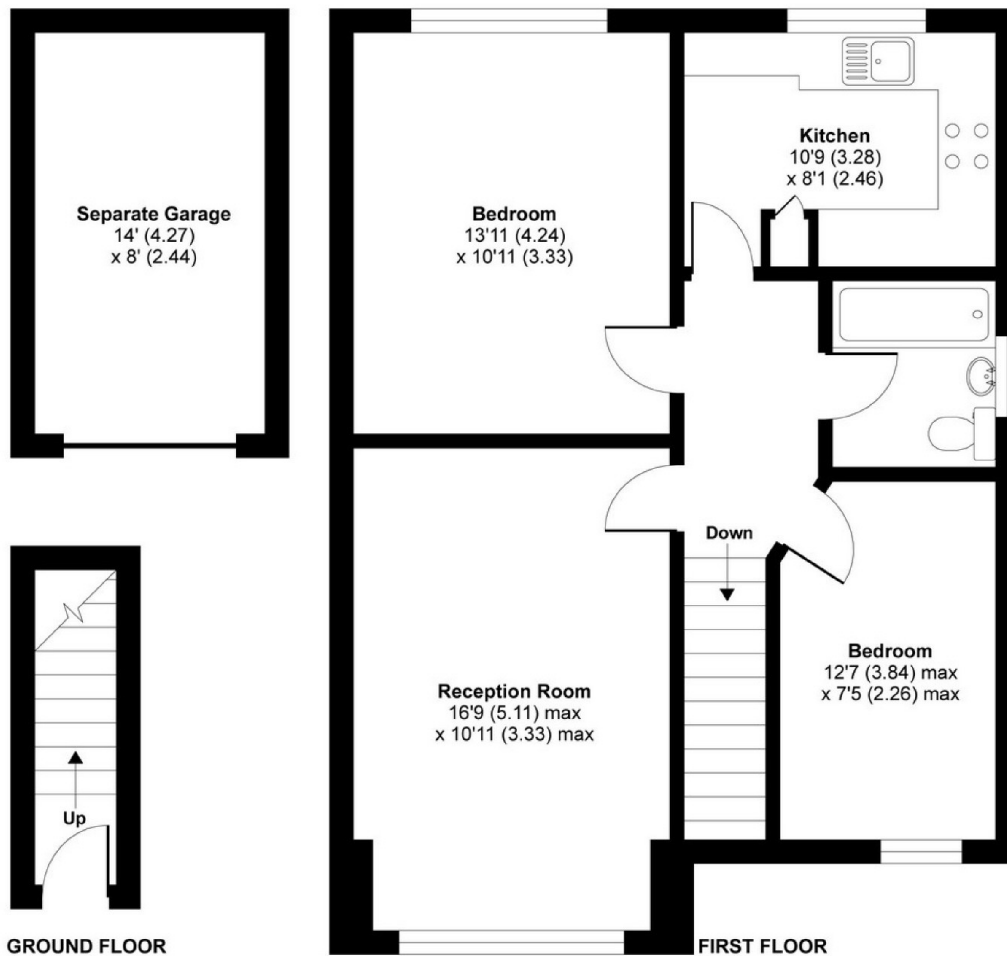 Separate Garage
14' (4.27)
x 8' (2.44)
Bedroom
13'11 (4.24)
x 10'11 (3.33)
Kitchen
10'9 (3.28)
x 8'1 (2.46)
Down
Bedroom
12'7 (3.84) max
x 7'5 (2.26) max
Reception Room
16'9 (5.11) max
x 10'11 (3.33) max
Up
GROUND FLOOR
FIRST FLOOR